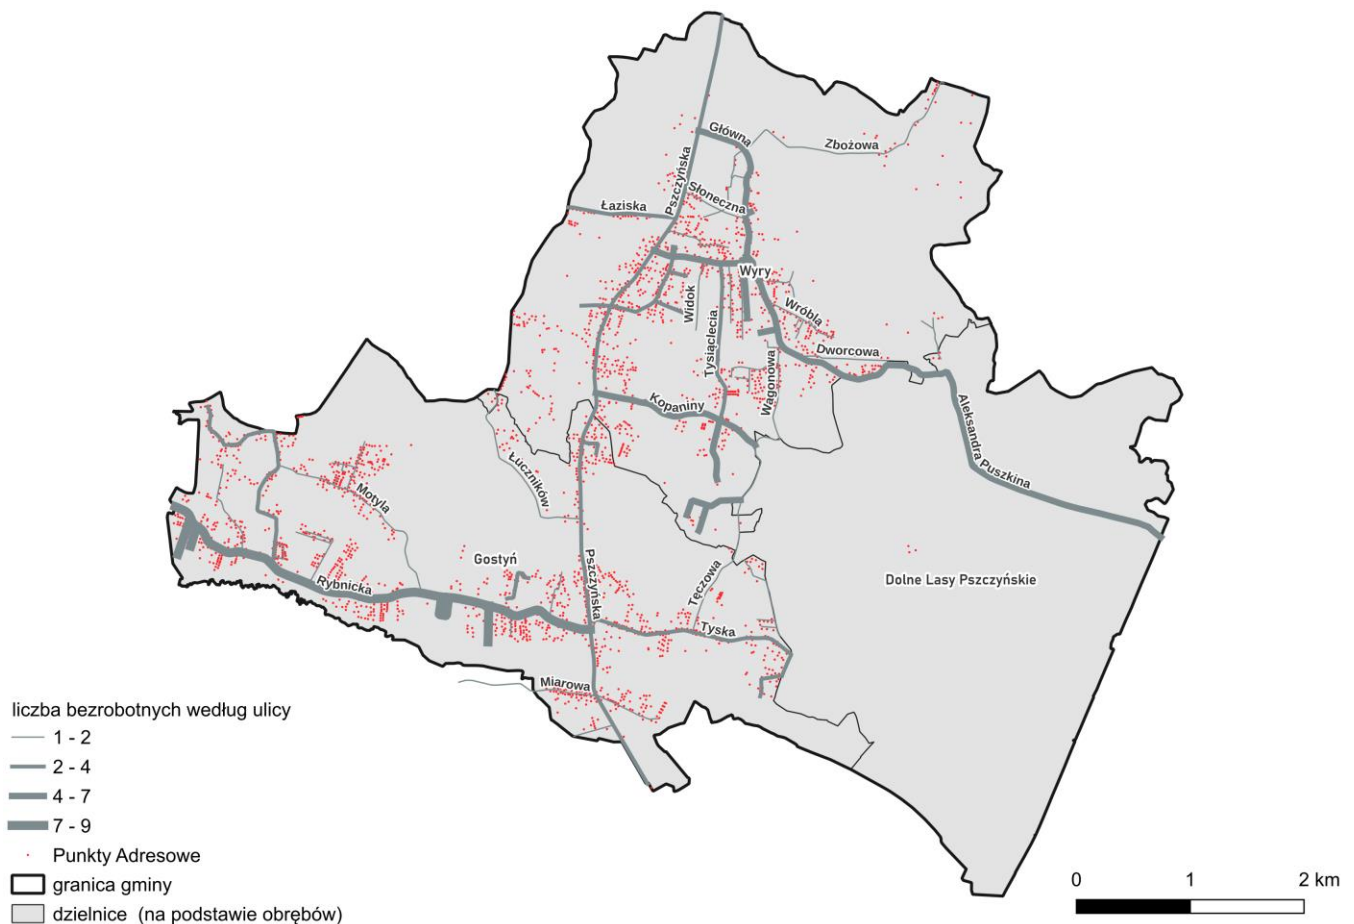 Główna
Zbożowa
Pszczyńska
Słoneczna
Łaziska
Wyry
Widok
Wróbla
Tysiąclecia
Dworcowa
Wagonowa
Kopaniny
Aleksandra Puszkina
Łuczników
Motyla
Gostyń
Pszczyńska
Tęczowa
Dolne Lasy Pszczyńskie
Rybnicka
Tyska
Miarowa
liczba bezrobotnych według ulicy
1 - 2
2 - 4
4 - 7
7 - 9
Punkty Adresowe
granica gminy
dzielnice (na podstawie obrębów)
0 1 2 km